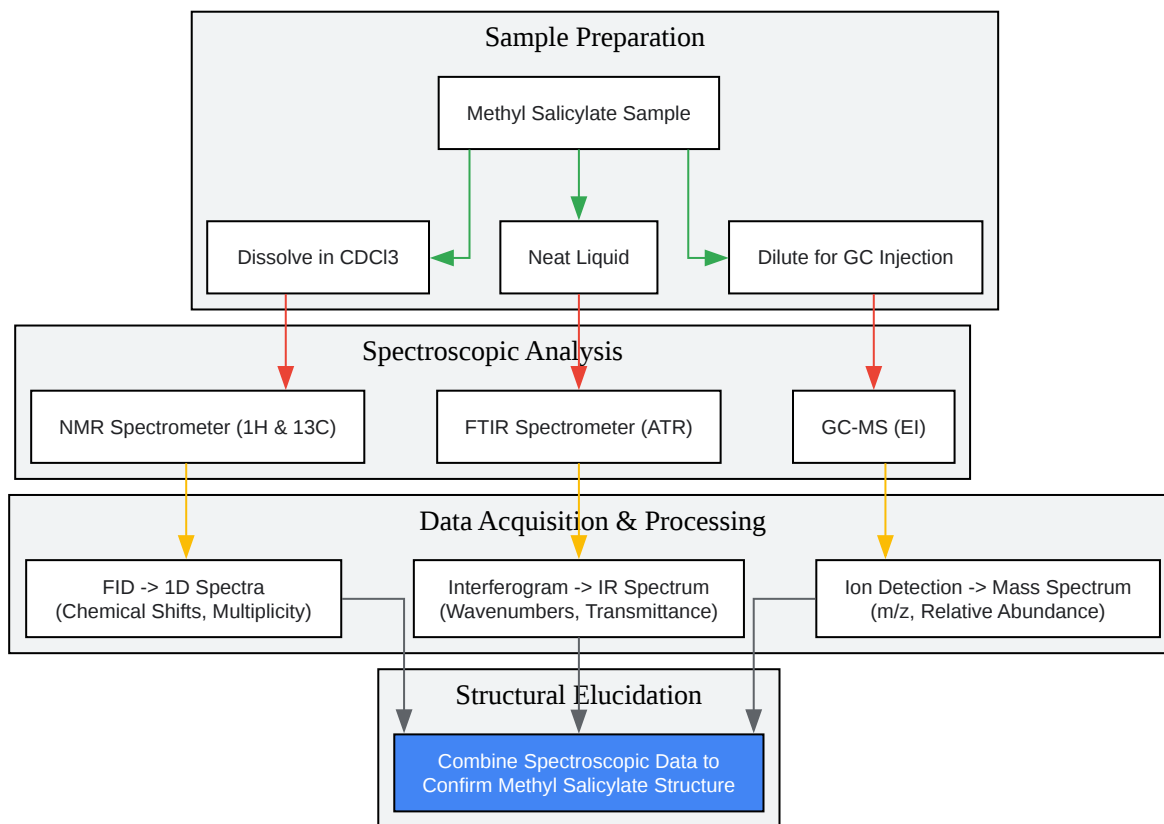 Sample Preparation
Methyl Salicylate Sample
Dissolve in CDCl3
Neat Liquid
Dilute for GC Injection
Spectroscopic Analysis
NMR Spectrometer (1H & 13C)
FTIR Spectrometer (ATR)
GC-MS (EI)
Data Acquisition & Processing
FID -> 1D Spectra
(Chemical Shifts, Multiplicity)
Interferogram -> IR Spectrum
(Wavenumbers, Transmittance)
Ion Detection -> Mass Spectrum
(m/z, Relative Abundance)
Structural Elucidation
Combine Spectroscopic Data to
Confirm Methyl Salicylate Structure